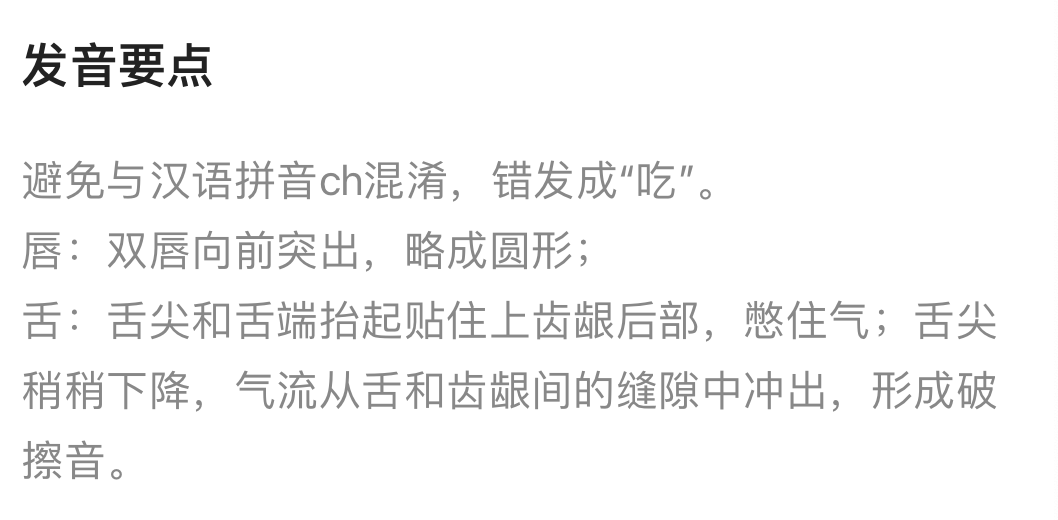 发音要点
避免与汉语拼音ch混淆，错发成“吃”。
唇：双唇向前突出，略成圆形；
舌：舌尖和舌端抬起贴住上齿龈后部，憋住气；舌尖
稍稍下降，气流从舌和齿龈间的缝隙中冲出，形成破
擦音。